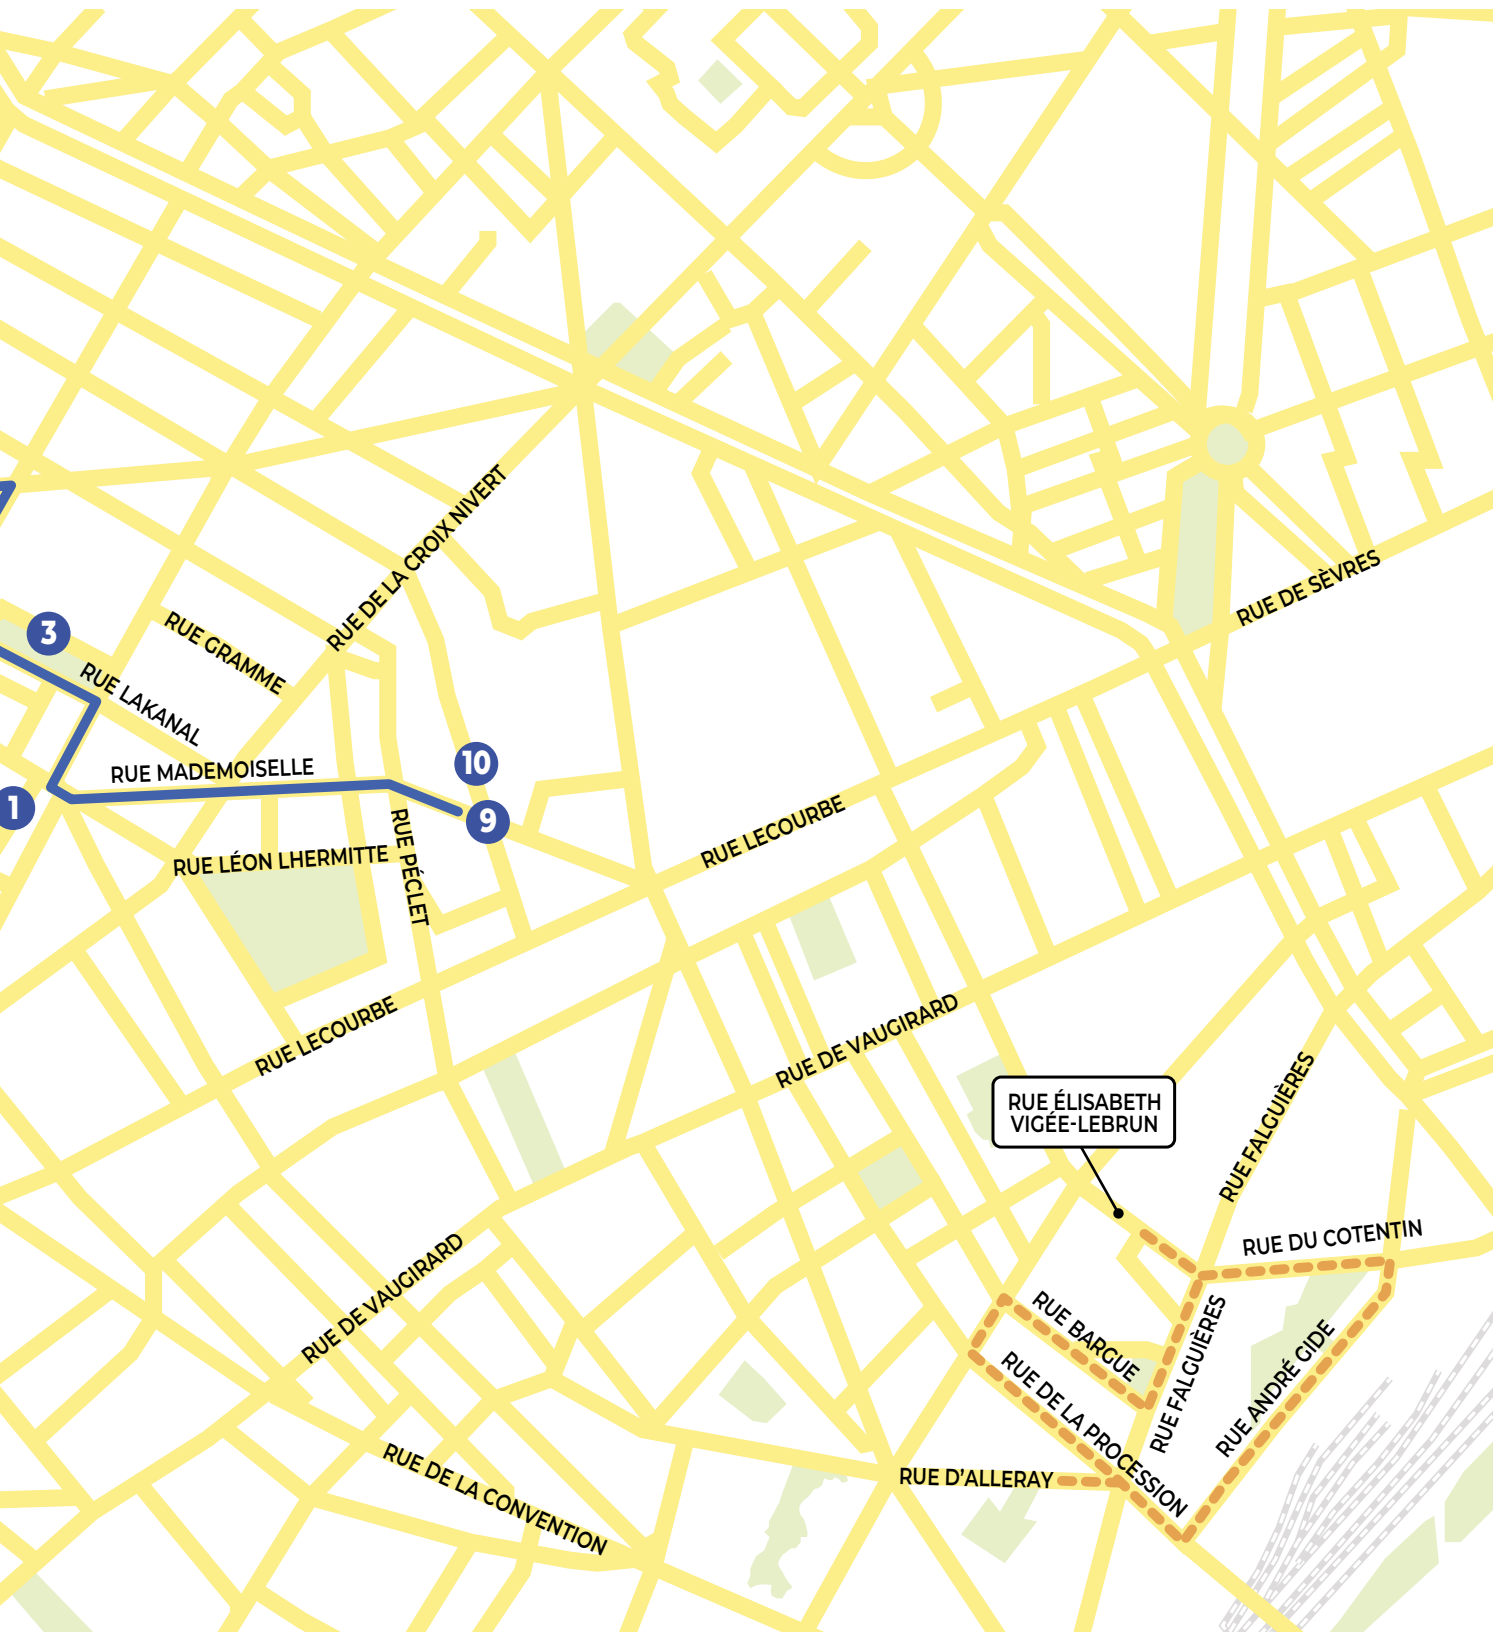 RUE DE LA CROIX NIVERT
RUE DE SÈVRES
3
RUE GRAMME
RUE LAKANAL
10
RUE MADEMOISELLE
1
9
RUE LECOURBE
RUE LÉON LHERMITTE
RUE PÉCLET
RUE LECOURBE
RUE DE VAUGIRARD
RUE ÉLISABETH
VIGÉE-LEBRUN
RUE FALGUIÈRES
RUE DU COTENTIN
RUE DE VAUGIRARD
RUE BARGUE
RUE FALGUIÈRES
RUE ANDRÉ GIDE
RUE DE LA PROCESSION
RUE D'ALLERAY
RUE DE LA CONVENTION